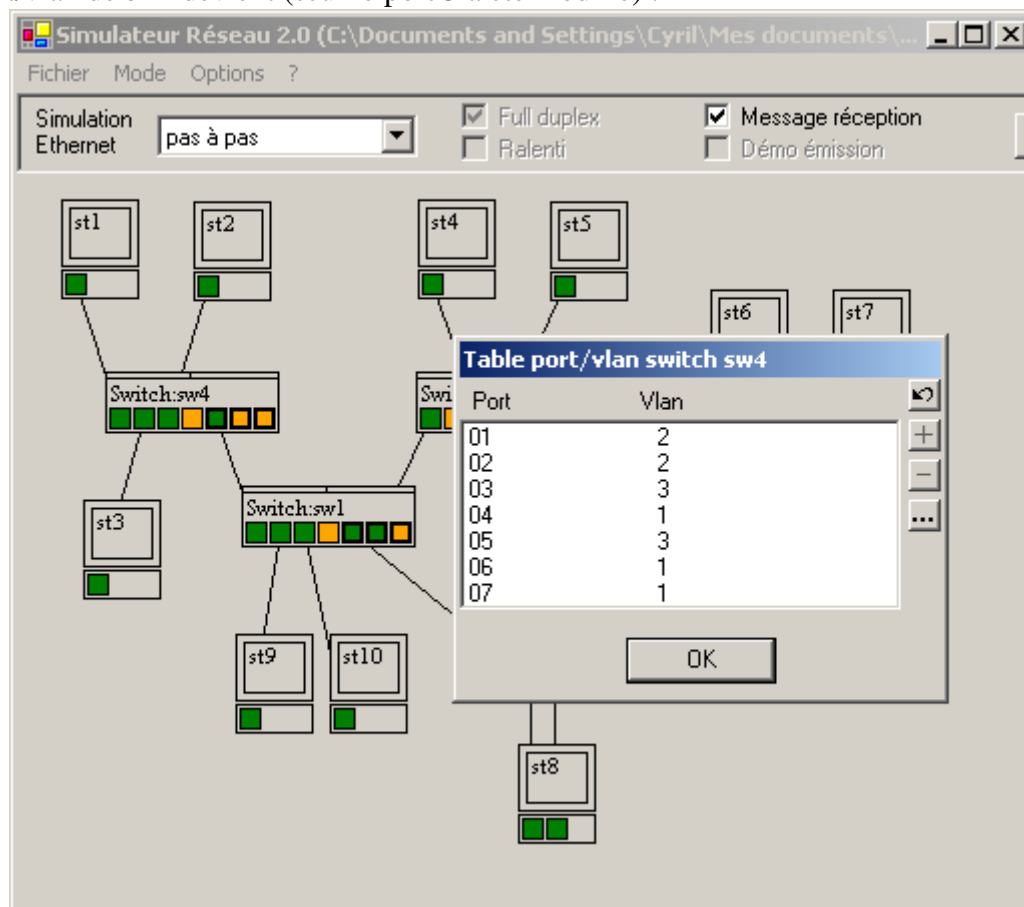 Simulateur Réseau 2.0 (C:\Documents and Settings\Cyril\Mes documents\...
Fichier Mode Options ?
Simulation Ethernet
pas à pas
Full duplex
Ralenti
Message réception
Démo émission
st1
st2
st4
st5
st6
st7
Switch:sw4
Swi
st3
Switch:sw1
st9
st10
st8
Table port/vlan switch sw4
Port Vlan
01 2
02 2
03 3
04 1
05 3
06 1
07 1
OK